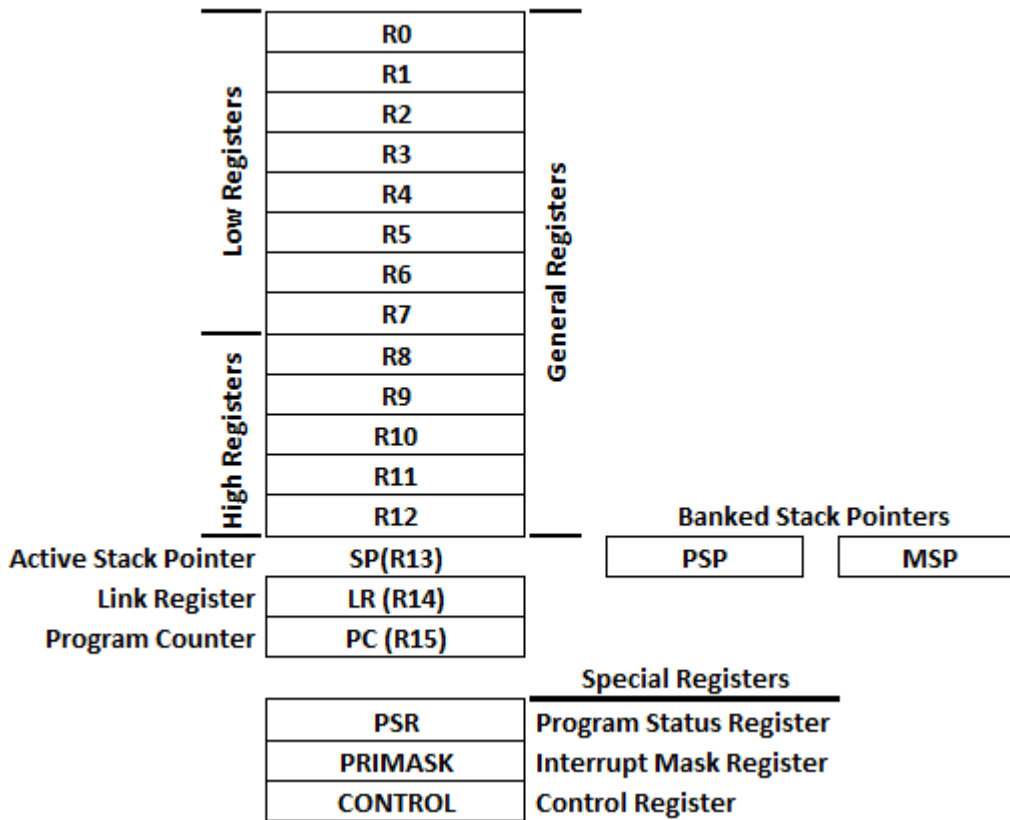 R0
R1
R2
R3
R4
R5
R6
R7
Low Registers
R8
R9
R10
R11
R12
High Registers
General Registers
Banked Stack Pointers
Active Stack Pointer SP(R13) PSP MSP
Link Register LR (R14)
Program Counter PC (R15)
Special Registers
PSR Program Status Register
PRIMASK Interrupt Mask Register
CONTROL Control Register